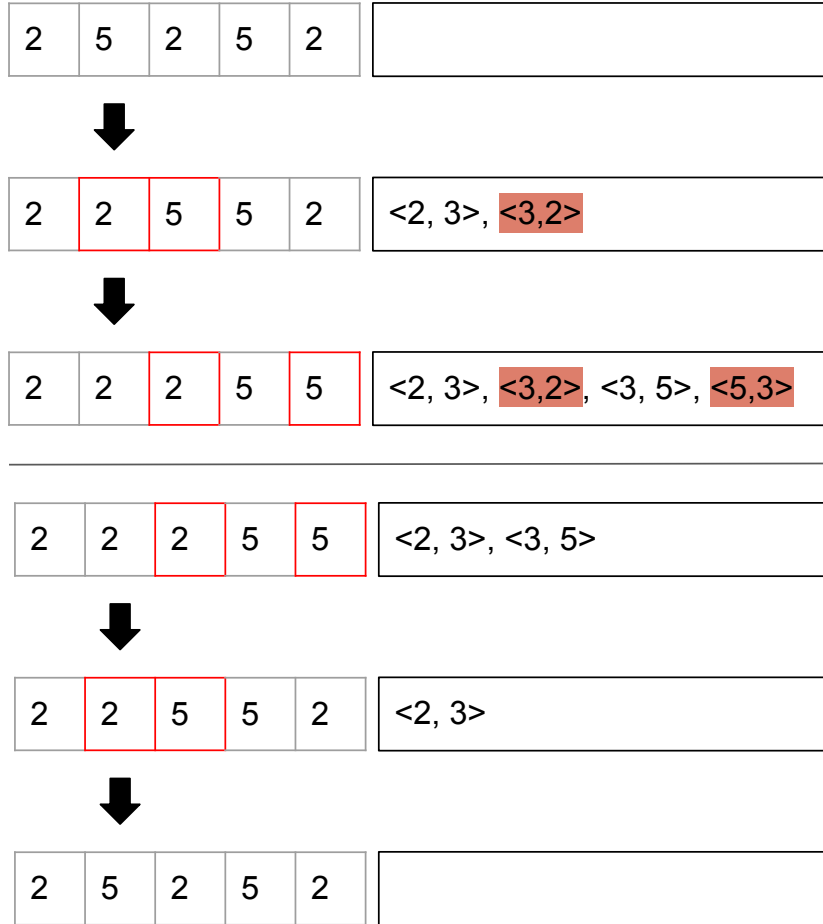 2 5 2 5 2
2 2 5 5 2 <2, 3>, <3,2>
2 2 2 5 5 <2, 3>, <3,2>, <3, 5>, <5,3>
2 2 2 5 5 <2, 3>, <3, 5>
2 2 5 5 2 <2, 3>
2 5 2 5 2